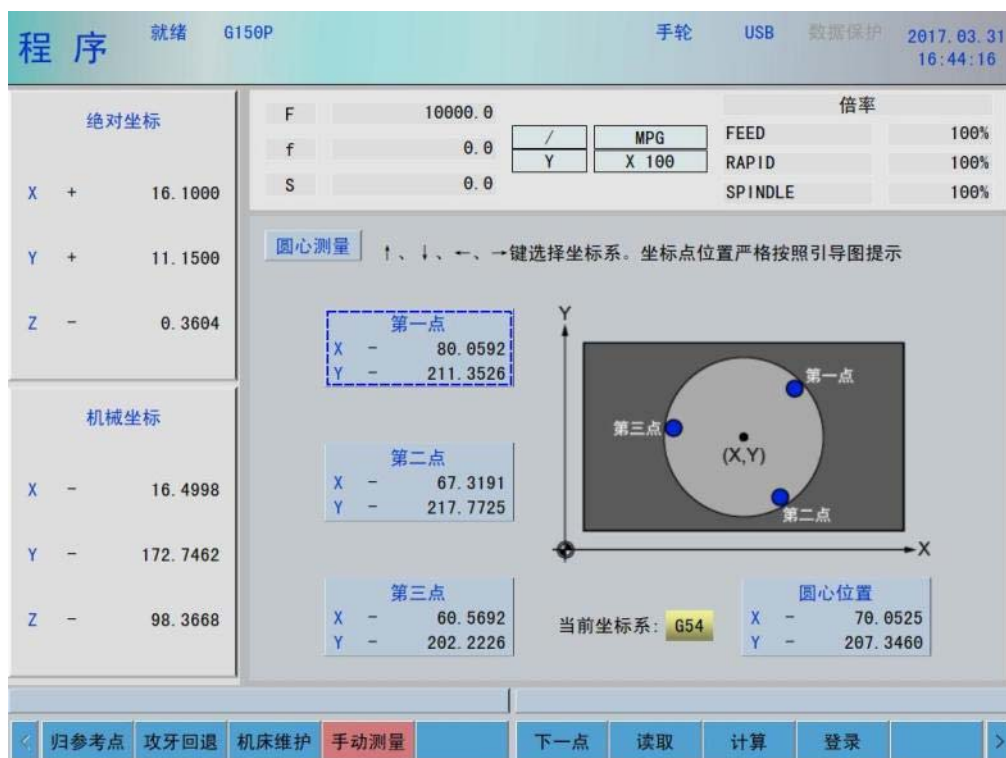 程 序 就绪 G150P 手轮 USB 数据保护 2017.03.31
16:44:16
绝对坐标
X + 16.1000
Y + 11.1500
Z - 0.3604
机械坐标
X - 16.4998
Y - 172.7462
Z - 98.3668
F 10000.0
f 0.0
S 0.0
/ MPG
Y X 100
倍率
FEED 100%
RAPID 100%
SPINDLE 100%
圆心测量 ↑、↓、←、→键选择坐标系。坐标点位置严格按照引导图提示
第一点
X - 80.0592
Y - 211.3526
第二点
X - 67.3191
Y - 217.7725
第三点
X - 60.5692
Y - 202.2226
Y
第一点
第三点
(X,Y)
第二点
X
当前坐标系: G54
圆心位置
X - 70.0525
Y - 207.3460
< 归参考点 攻牙回退 机床维护 手动测量 下一点 读取 计算 登录 >